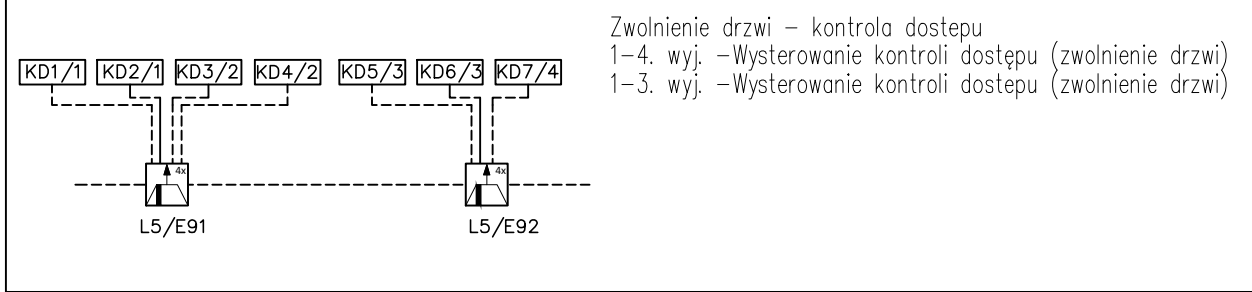 Zwolnienie drzwi – kontrola dostepu
1–4. wyj. –Wysterowanie kontroli dostępu (zwolnienie drzwi)
1–3. wyj. –Wysterowanie kontroli dostępu (zwolnienie drzwi)
KD1/1 KD2/1 KD3/2 KD4/2 KD5/3 KD6/3 KD7/4
4x 4x
L5/E91 L5/E92